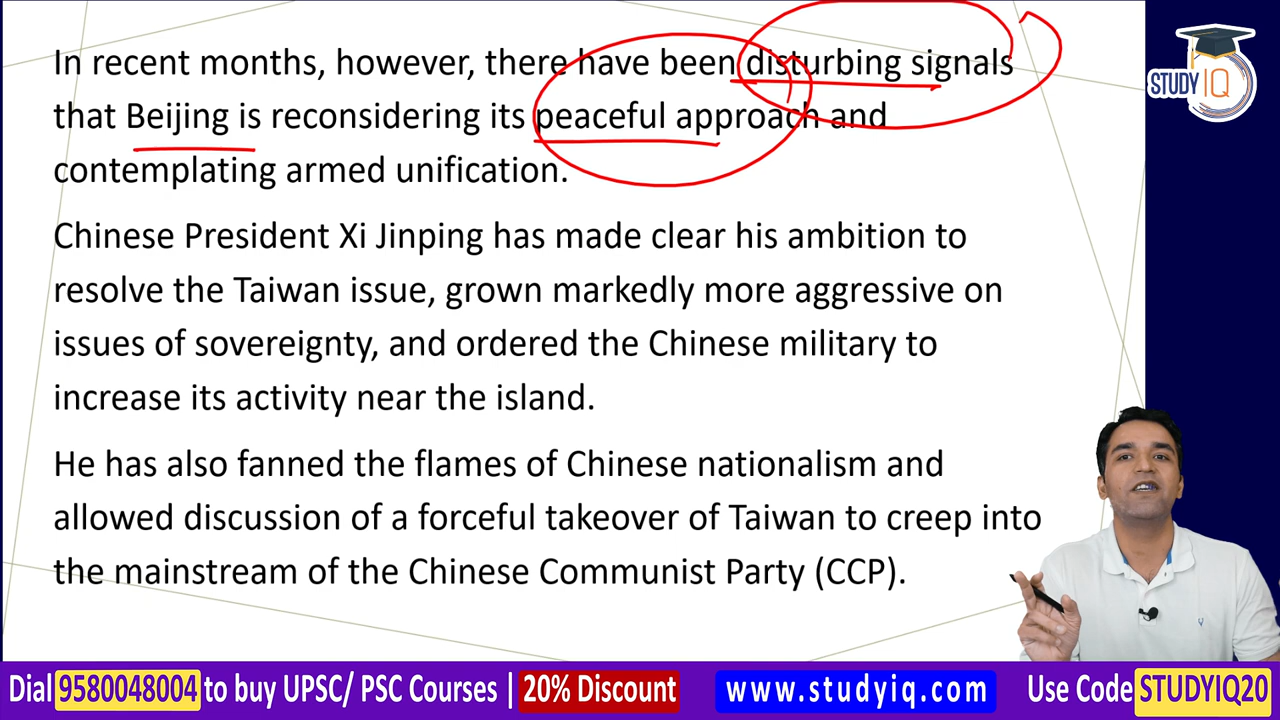 In recent months, however, there have been disturbing signals
that Beijing is reconsidering its peaceful approach and
contemplating armed unification.
Chinese President Xi Jinping has made clear his ambition to
resolve the Taiwan issue, grown markedly more aggressive on
issues of sovereignty, and ordered the Chinese military to
increase its activity near the island.
He has also fanned the flames of Chinese nationalism and
allowed discussion of a forceful takeover of Taiwan to creep into
the mainstream of the Chinese Communist Party (CCP).
STUDY IQ
Dial 9580048004 to buy UPSC/ PSC Courses | 20% Discount www.studyiq.com Use Code STUDYIQ20